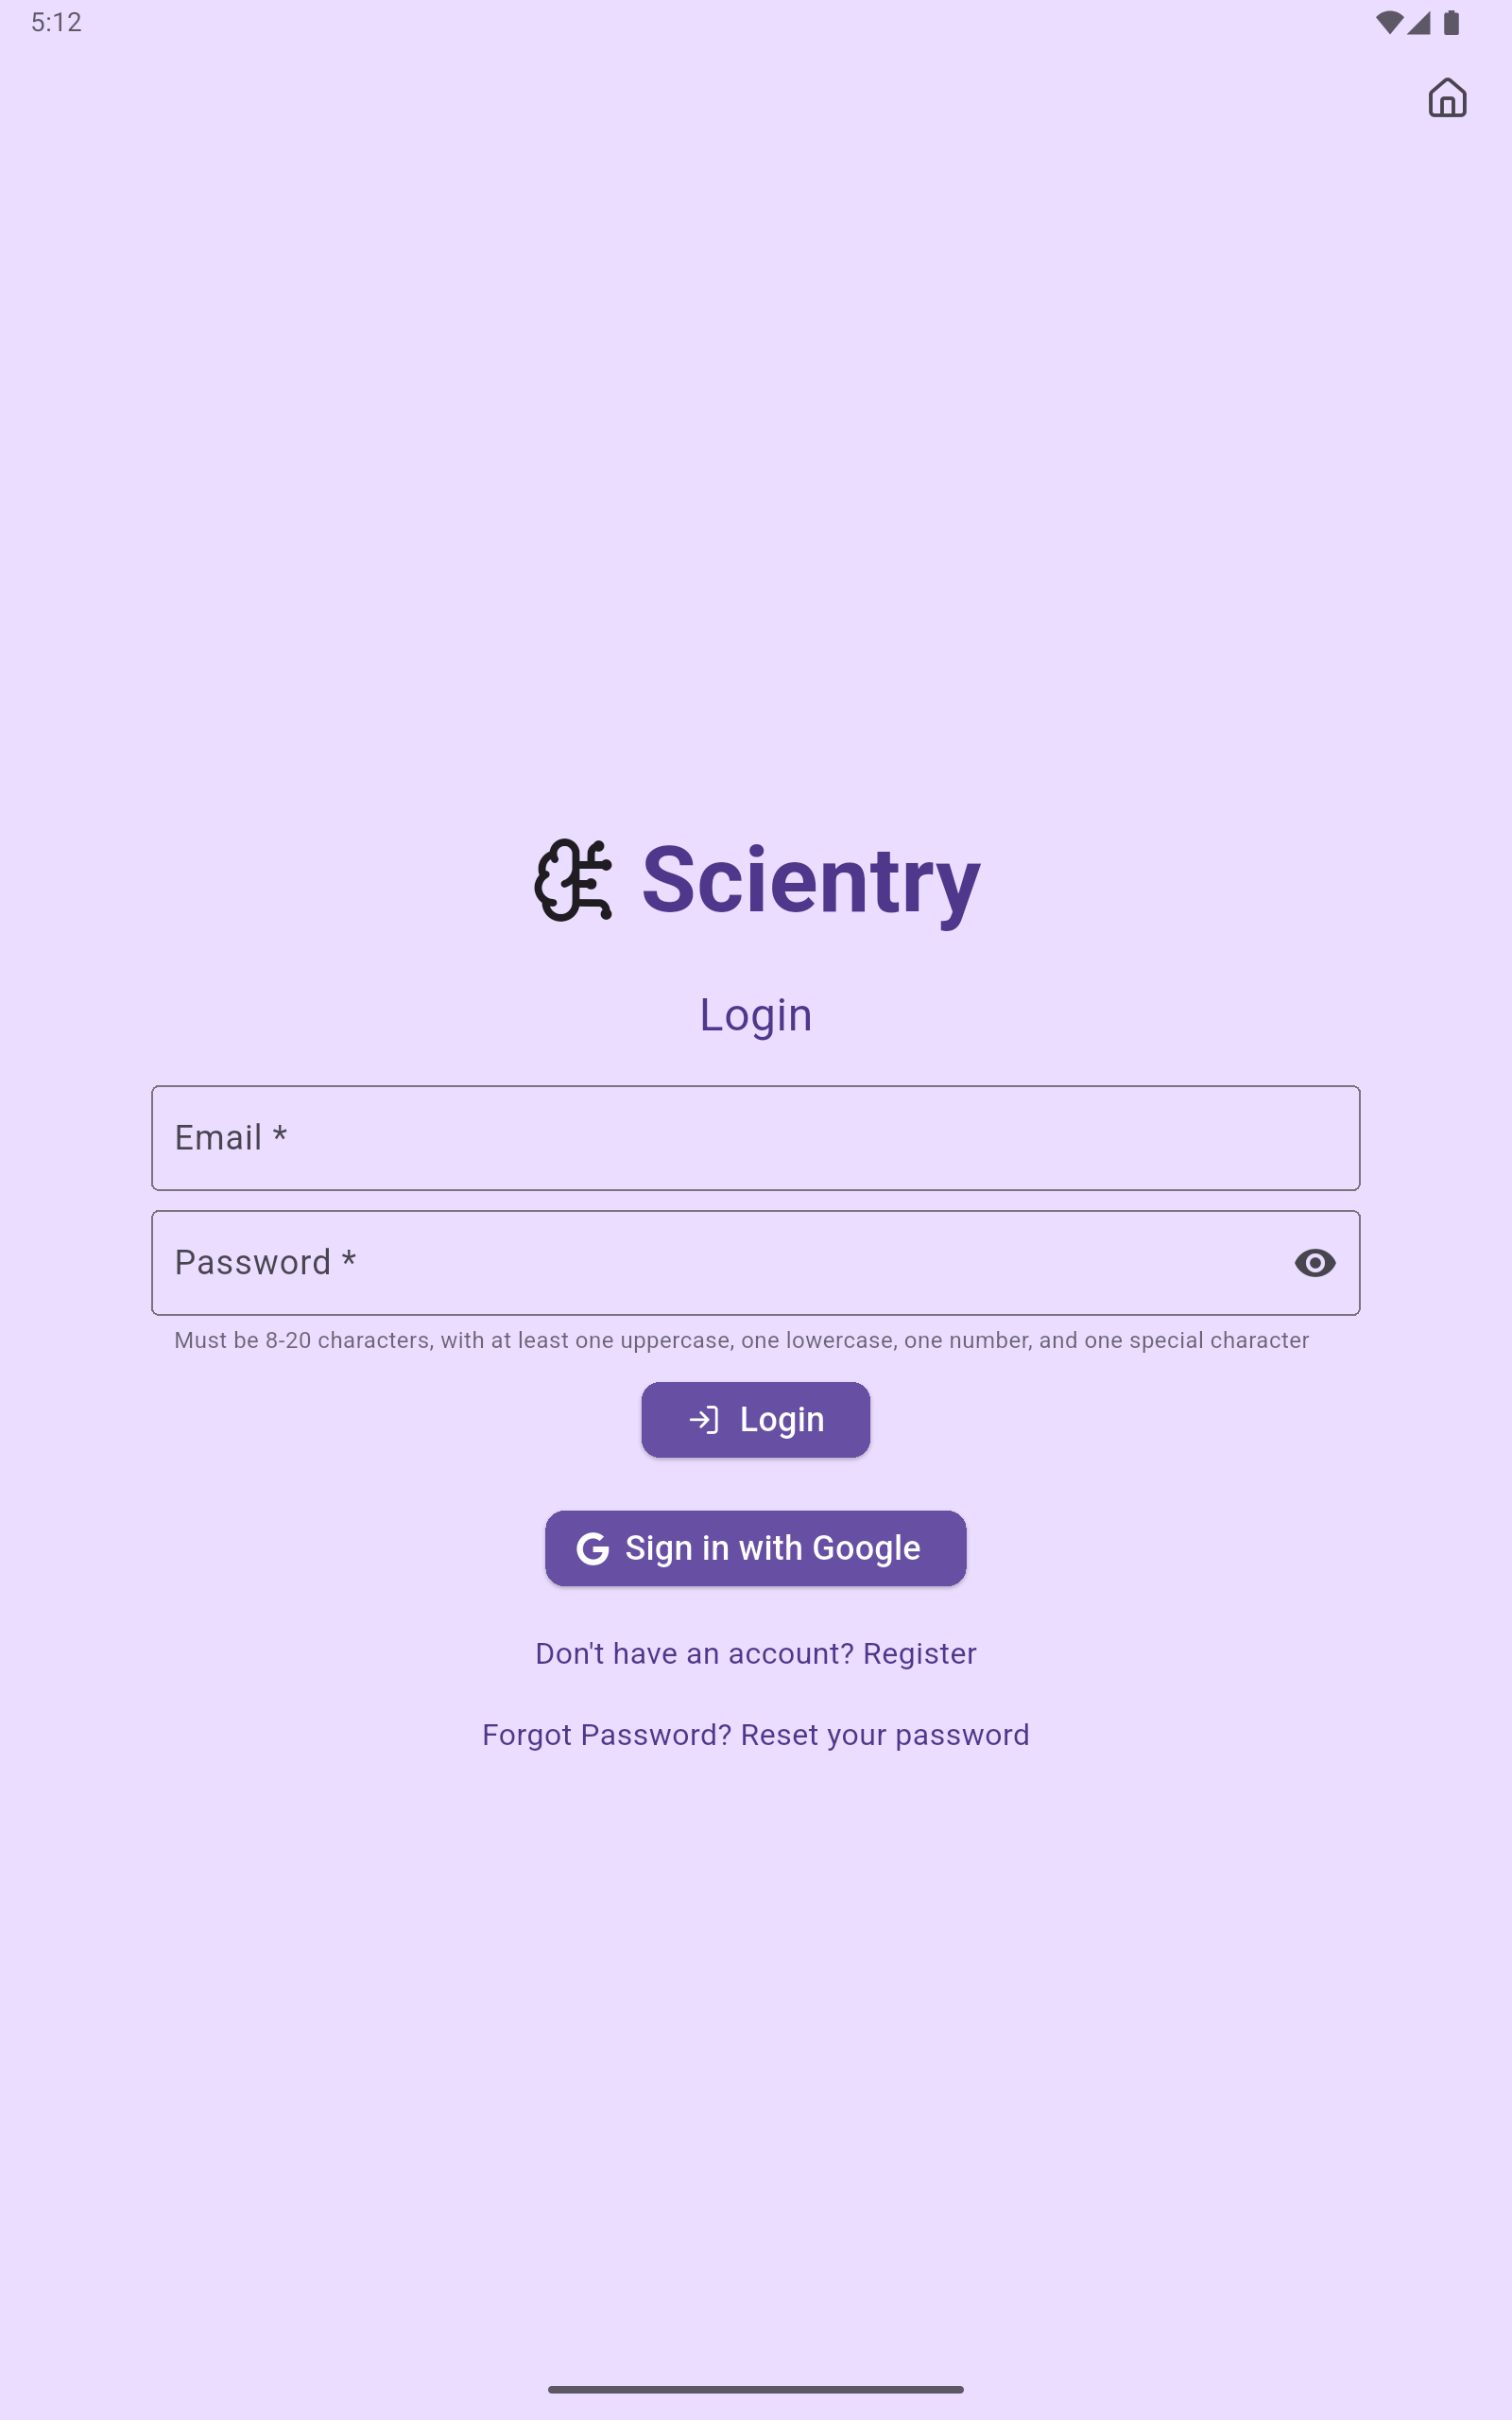 5:12
Scientry
Login
Email *
Password *
Must be 8-20 characters, with at least one uppercase, one lowercase, one number, and one special character
Login
Sign in with Google
Don't have an account? Register
Forgot Password? Reset your password